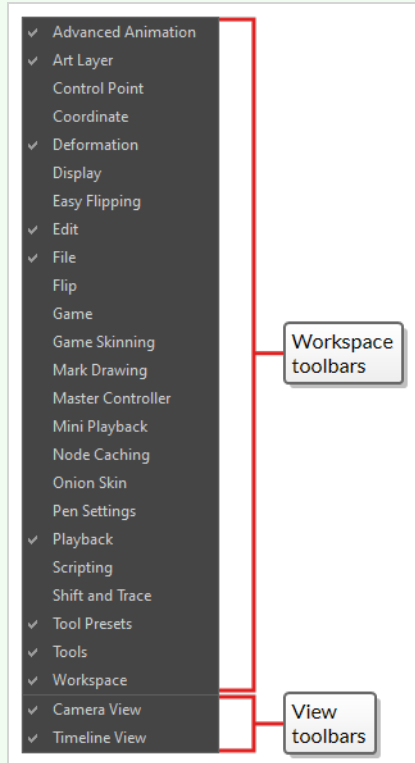 Advanced Animation
Art Layer
Control Point
Coordinate
Deformation
Display
Easy Flipping
Edit
File
Flip
Game
Game Skinning
Mark Drawing
Master Controller
Mini Playback
Node Caching
Onion Skin
Pen Settings
Playback
Scripting
Shift and Trace
Tool Presets
Tools
Workspace
Camera View
Timeline View
Workspace
toolbars
View
toolbars